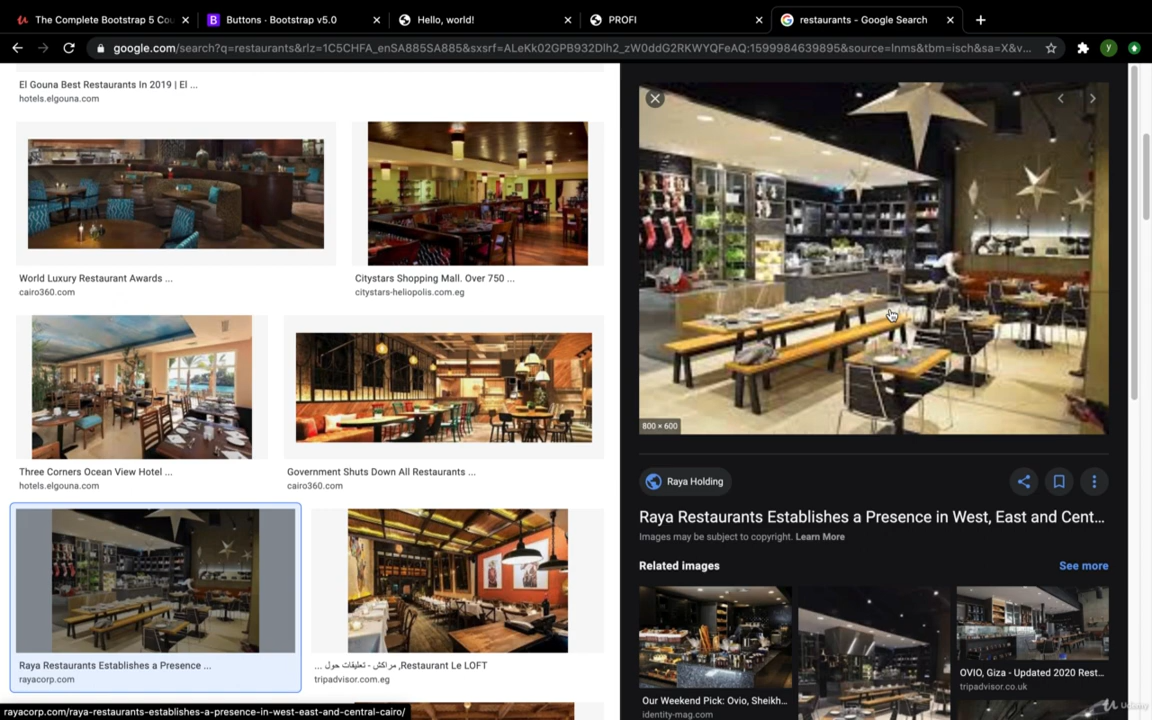 The Complete Bootstrap 5 Cou
Buttons · Bootstrap v5.0
Hello, world!
PROFI
restaurants - Google Search
google.com/search?q=restaurants&rlz=1C5CHFA_enSA885SA885&sxsrf=ALeKk02GPB932Dlh2_zW0ddG2RKWYQFeAQ:1599984639895&source=lnms&tbm=isch&sa=X&v...
El Gouna Best Restaurants In 2019 | El ...
hotels.elgouna.com
World Luxury Restaurant Awards ...
cairo360.com
Citystars Shopping Mall. Over 750 ...
citystars-heliopolis.com.eg
Three Corners Ocean View Hotel ...
hotels.elgouna.com
Government Shuts Down All Restaurants ...
cairo360.com
Raya Restaurants Establishes a Presence ...
rayacorp.com
... مراكش - تعليقات حول ,Restaurant Le LOFT
tripadvisor.com.eg
rayacorp.com/raya-restaurants-establishes-a-presence-in-west-east-and-central-cairo/
800 × 600
Raya Holding
Raya Restaurants Establishes a Presence in West, East and Cent...
Images may be subject to copyright. Learn More
Related images
See more
Our Weekend Pick: Ovio, Sheikh...
identity-mag.com
OVIO, Giza - Updated 2020 Rest...
tripadvisor.co.uk
Udemy